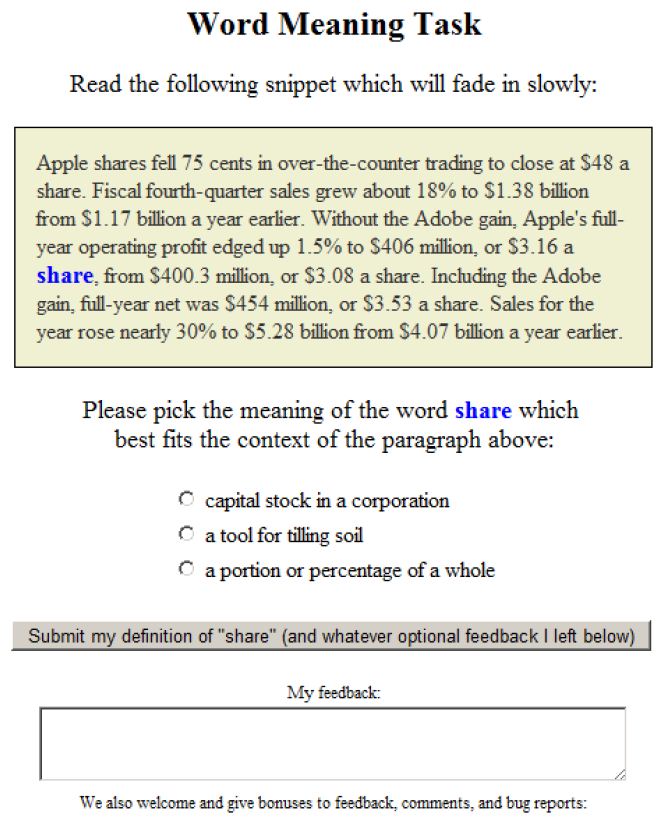 Word Meaning Task
Read the following snippet which will fade in slowly:
Apple shares fell 75 cents in over-the-counter trading to close at $48 a
share. Fiscal fourth-quarter sales grew about 18% to $1.38 billion
from $1.17 billion a year earlier. Without the Adobe gain, Apple's full-
year operating profit edged up 1.5% to $406 million, or $3.16 a
share, from $400.3 million, or $3.08 a share. Including the Adobe
gain, full-year net was $454 million, or $3.53 a share. Sales for the
year rose nearly 30% to $5.28 billion from $4.07 billion a year earlier.
Please pick the meaning of the word share which
best fits the context of the paragraph above:
capital stock in a corporation
a tool for tilling soil
a portion or percentage of a whole
Submit my definition of "share" (and whatever optional feedback I left below)
My feedback:
We also welcome and give bonuses to feedback, comments, and bug reports: